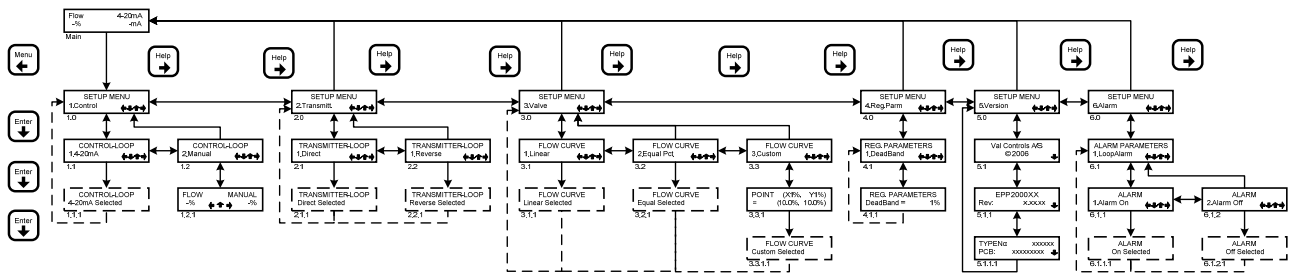 Flow 4-20mA
-% -mA
Main
Menu
Help
Help
Help
Help
Help
Help
Help
Help
Help
Enter
Enter
Enter
SETUP MENU
1.Control
1.0
SETUP MENU
2.Transmitt.
2.0
SETUP MENU
3.Valve
3.0
SETUP MENU
4.Reg.Parm
4.0
SETUP MENU
5.Version
5.0
SETUP MENU
6.Alarm
6.0
CONTROL-LOOP
1,4-20mA
1.1
CONTROL-LOOP
2,Manual
1.2
TRANSMITTER-LOOP
1,Direct
2.1
TRANSMITTER-LOOP
1,Reverse
2.2
FLOW CURVE
1,Linear
3.1
FLOW CURVE
2,Equal Pct,
3.2
FLOW CURVE
3,Custom
3.3
REG. PARAMETERS
1,DeadBand
4.1
Val Controls A/S
©2006
5.1
ALARM PARAMETERS
1,LoopAlarm
6.1
CONTROL-LOOP
4-20mA Selected
1,1,1
FLOW MANUAL
-% -%
1,2,1
TRANSMITTER-LOOP
Direct Selected
2,1,1
TRANSMITTER-LOOP
Reverse Selected
2,2,1
FLOW CURVE
Linear Selected
3,1,1
FLOW CURVE
Equal Selected
3,2,1
POINT (X1%, Y1%)
= (10.0%, 10.0%)
3,3,1
REG. PARAMETERS
DeadBand = 1%
4,1,1
EPP2000XX
Rev: x.xx.xx
5,1,1
ALARM
1.Alarm On
6,1,1
ALARM
2.Alarm Off
6,1,2
FLOW CURVE
Custom Selected
3.3.1.1
TYPENo: xxxxxx
PCB: xxxxxxxxx
5.1.1.1
ALARM
On Selected
6.1.1.1
ALARM
Off Selected
6.1.2.1